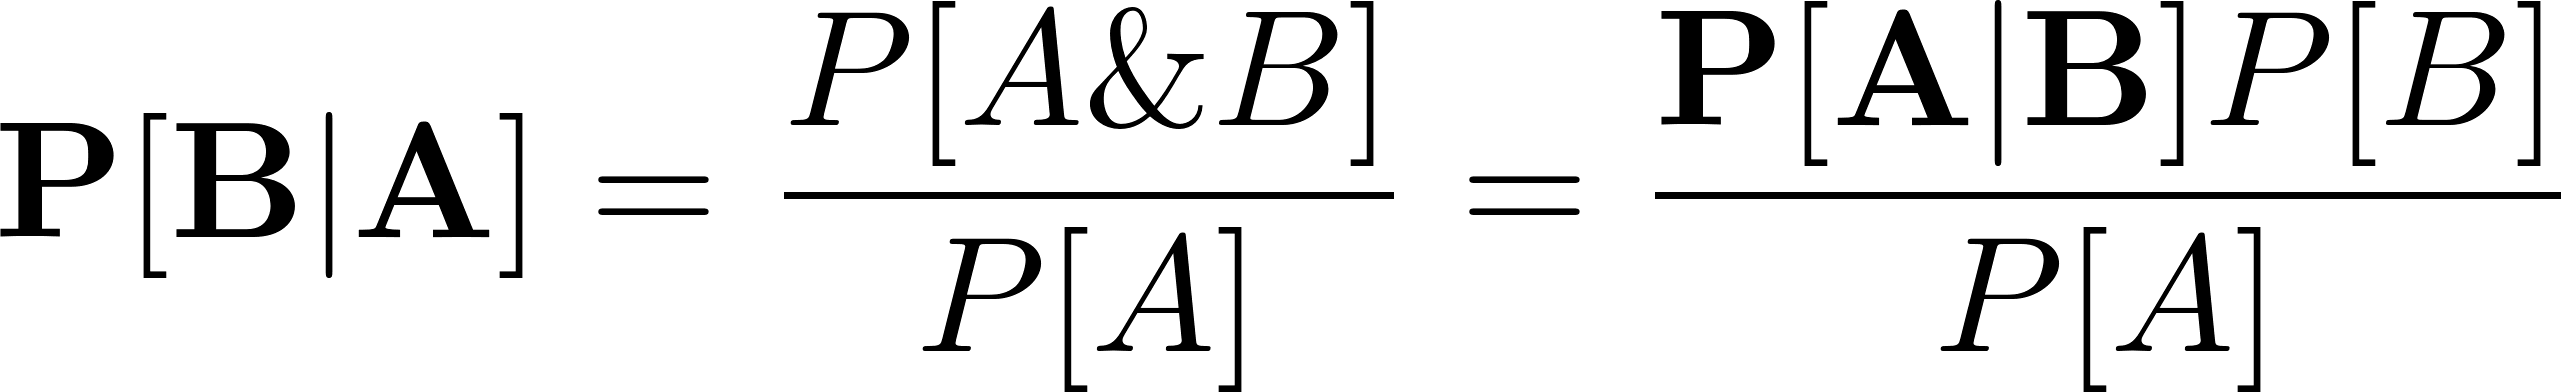 P[B|A] = P[A&B] / P[A] = P[A|B]P[B] / P[A]